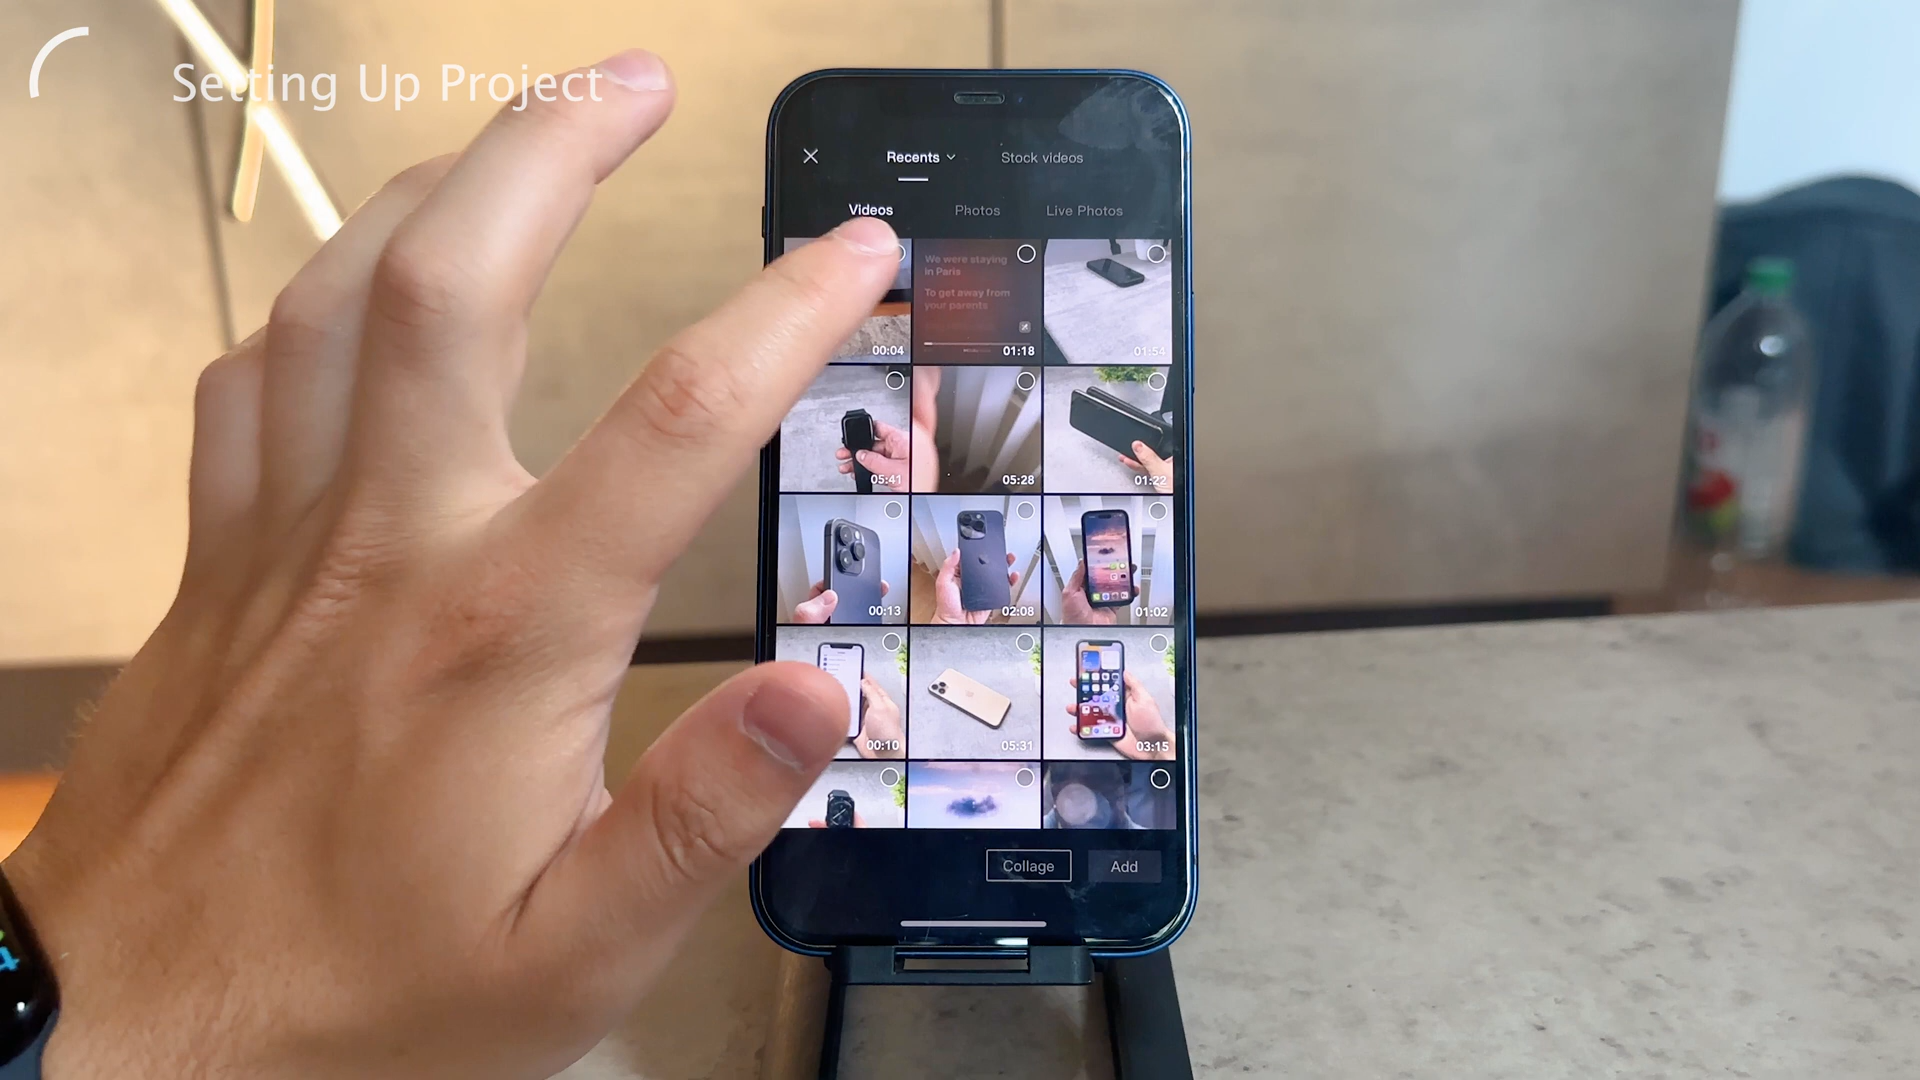 Setting Up Project
Recents
Stock videos
Videos
Photos
Live Photos
We were staying
in Paris
To get away from
your parents
00:04
01:18
01:54
05:41
05:28
01:22
00:13
02:08
01:02
00:10
05:31
03:15
Collage
Add